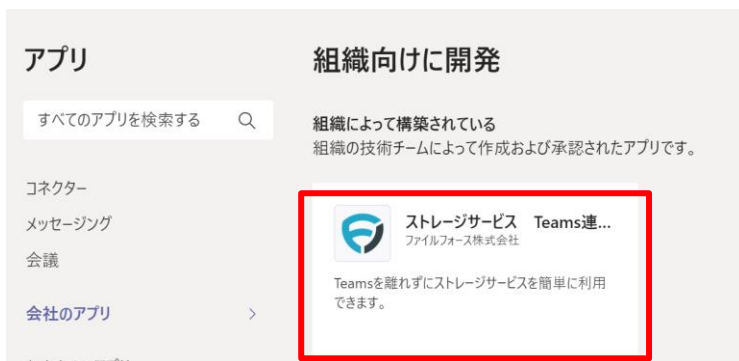 アプリ
すべてのアプリを検索する
コネクター
メッセージング
会議
会社のアプリ
組織向けに開発
組織によって構築されている
組織の技術チームによって作成および承認されたアプリです。
ストレージサービス　Teams連...
ファイルフォース株式会社
Teamsを離れずにストレージサービスを簡単に利用
できます。